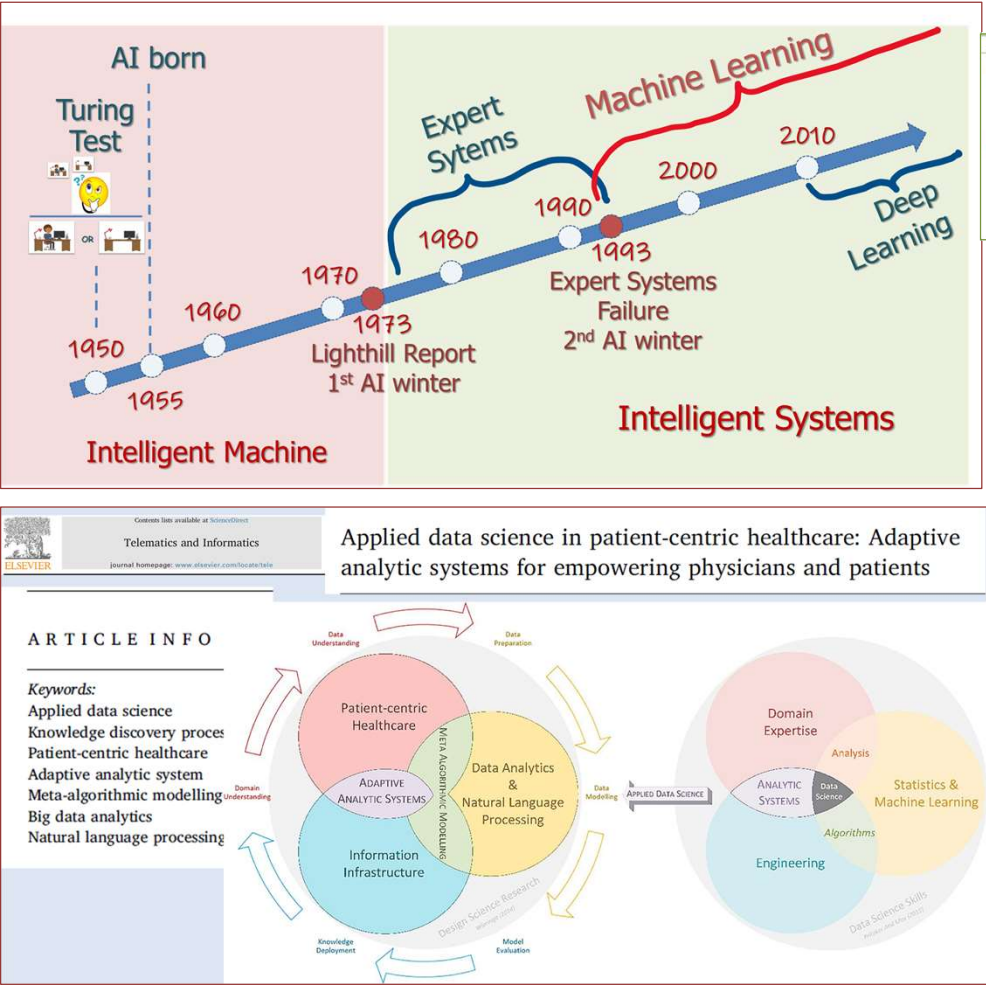 AI born
Turing
Test
??
OR
Expert
Sytems
Machine Learning
2010
2000
1990
1980
1993
Expert Systems
Failure
2nd AI winter
1970
1973
Lighthill Report
1st AI winter
1960
1950
1955
Deep
Learning
Intelligent Machine
Intelligent Systems
ELSEVIER
Contents lists available at ScienceDirect
Telematics and Informatics
journal homepage: www.elsevier.com/locate/tele
Applied data science in patient-centric healthcare: Adaptive
analytic systems for empowering physicians and patients
ARTICLE INFO
Keywords:
Applied data science
Knowledge discovery proces
Patient-centric healthcare
Adaptive analytic system
Meta-algorithmic modelling
Big data analytics
Natural language processing
Data
Understanding
Data
Preparation
Patient-centric
Healthcare
META ALGORITHMIC MODELLING
ADAPTIVE
ANALYTIC SYSTEMS
Data Analytics
&
Natural Language
Processing
Information
Infrastructure
Domain
Understanding
Data
Modelling
Knowledge
Deployment
Model
Evaluation
Design Science Research
APPLIED DATA SCIENCE
Domain
Expertise
Analysis
ANALYTIC
SYSTEMS
Data
Science
Statistics &
Machine Learning
Algorithms
Engineering
Data Science Skills